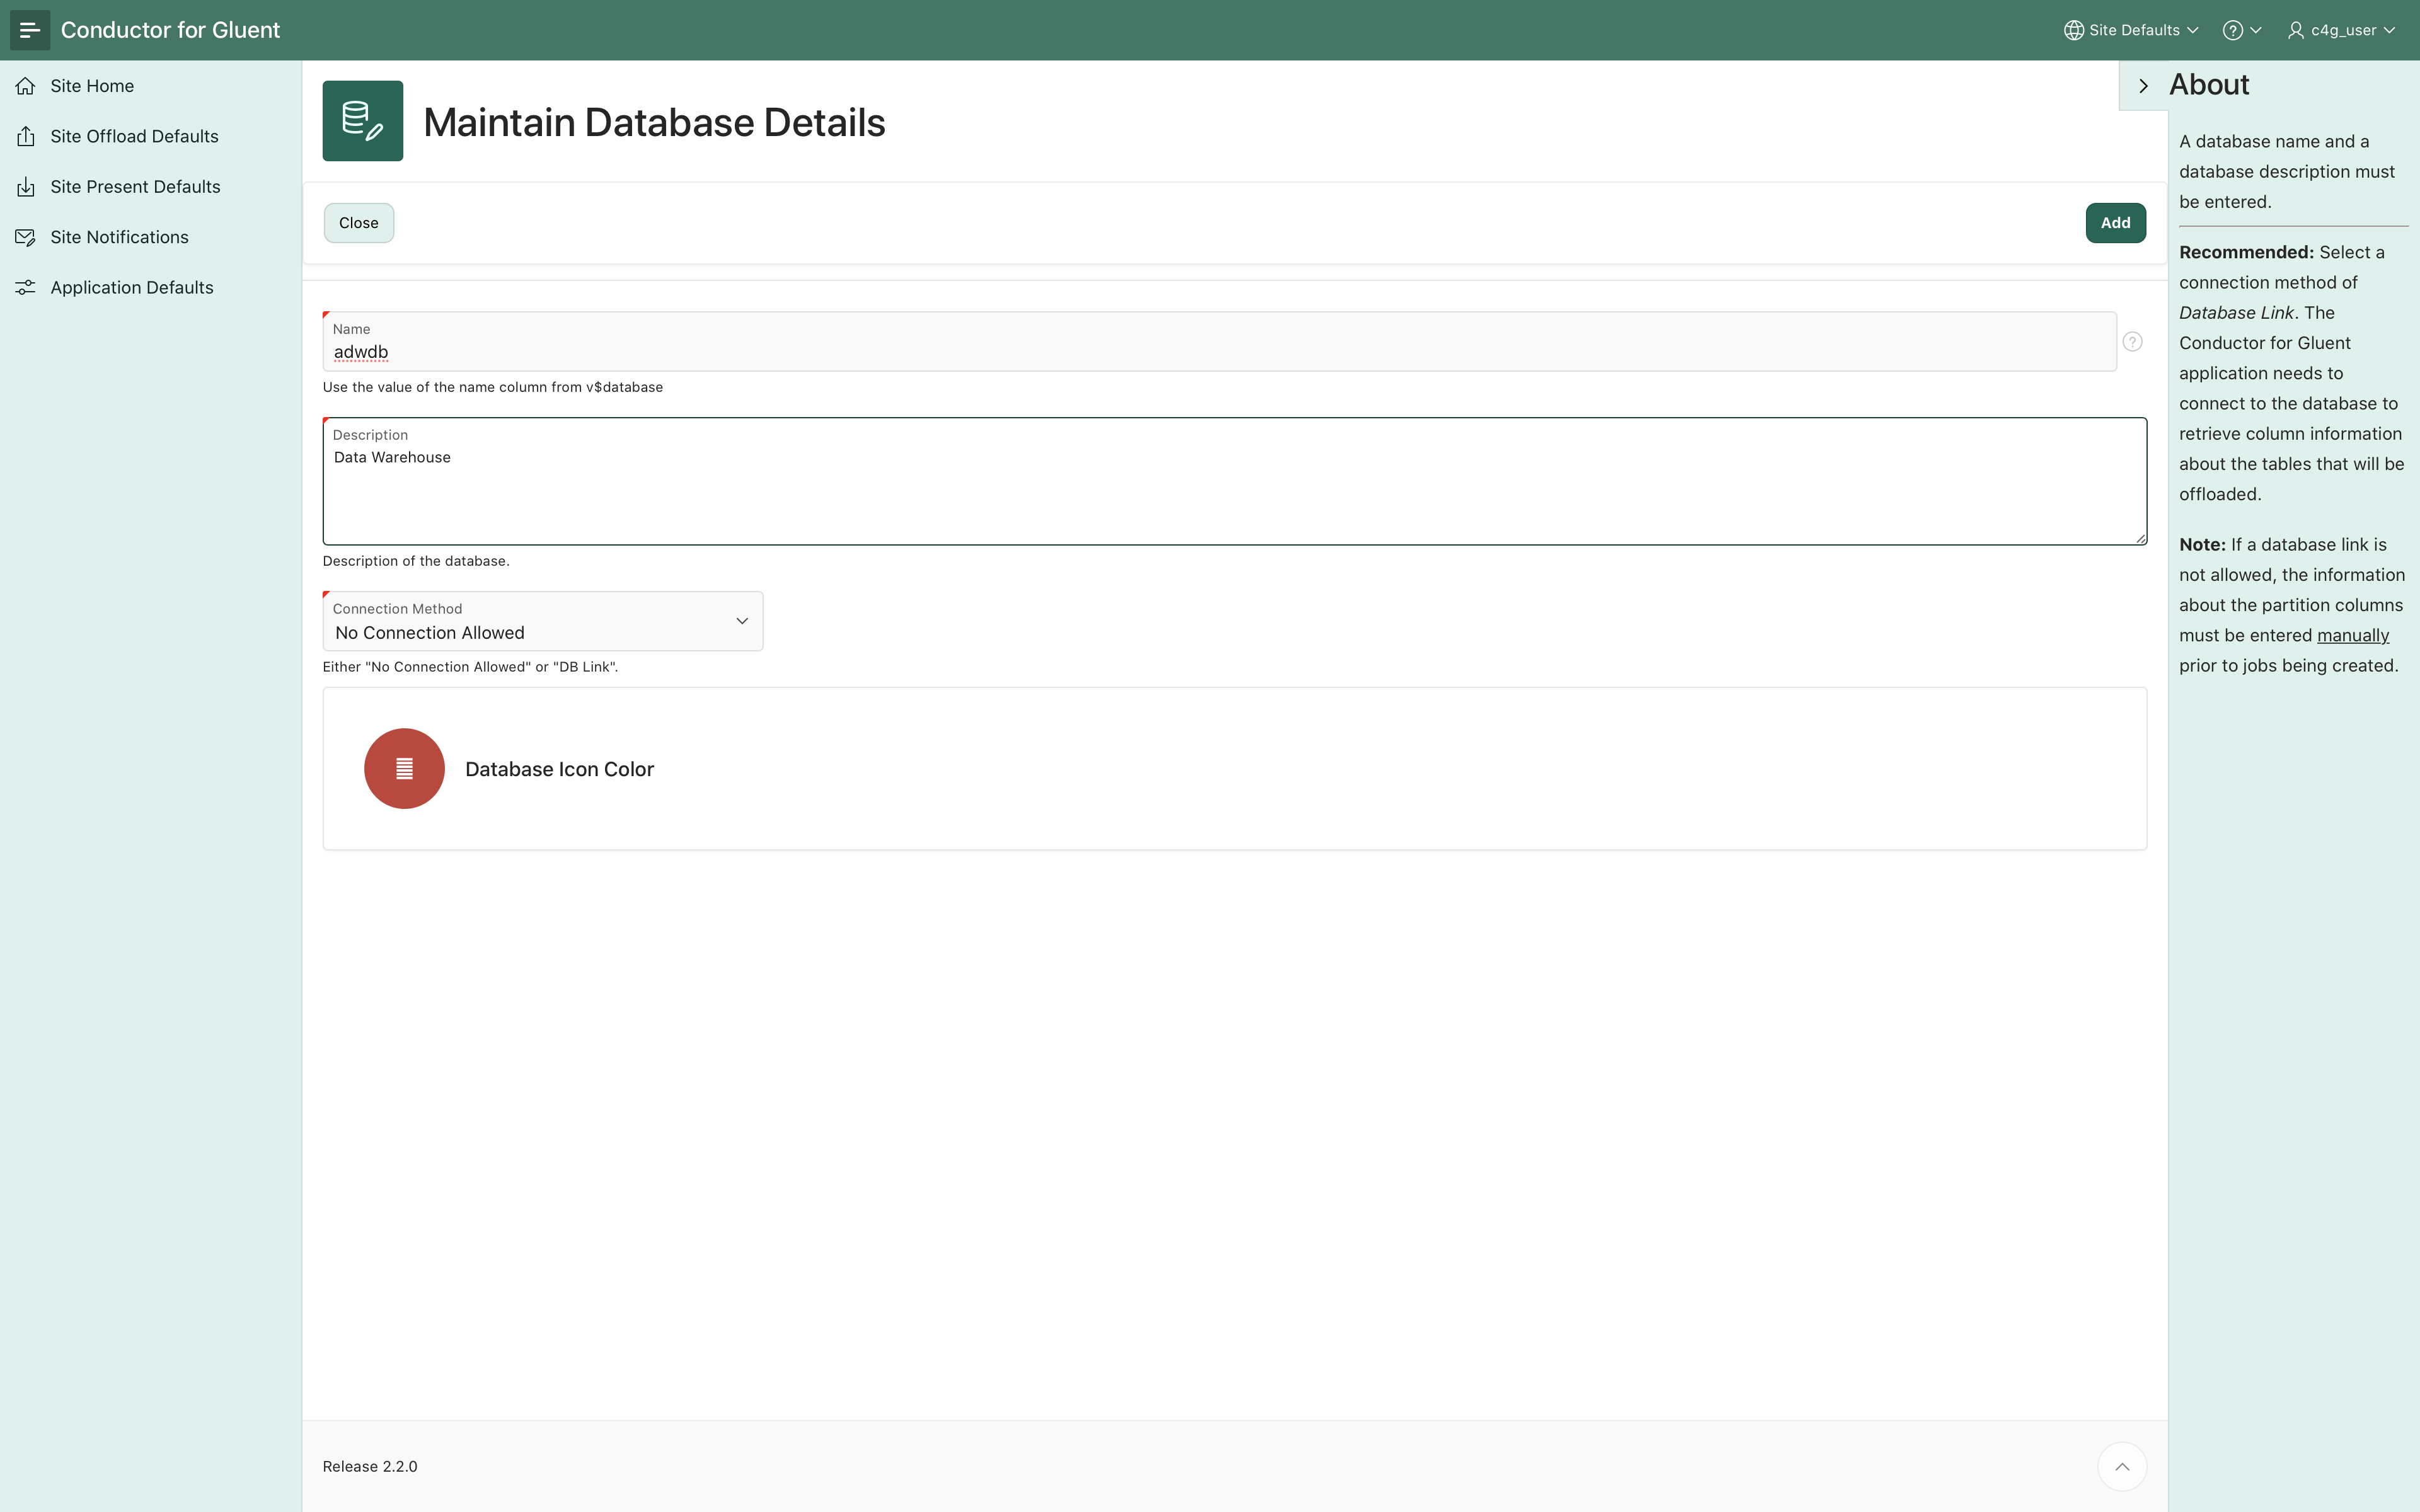 Conductor for Gluent
Site Defaults
?
c4g_user
Site Home
Site Offload Defaults
Site Present Defaults
Site Notifications
Application Defaults
Maintain Database Details
Close
Add
Name
adwdb
?
Use the value of the name column from v$database
Description
Data Warehouse
Description of the database.
Connection Method
No Connection Allowed
Either "No Connection Allowed" or "DB Link".
Database Icon Color
Release 2.2.0
About
A database name and a
database description must
be entered.
Recommended: Select a
connection method of
Database Link. The
Conductor for Gluent
application needs to
connect to the database to
retrieve column information
about the tables that will be
offloaded.
Note: If a database link is
not allowed, the information
about the partition columns
must be entered manually
prior to jobs being created.